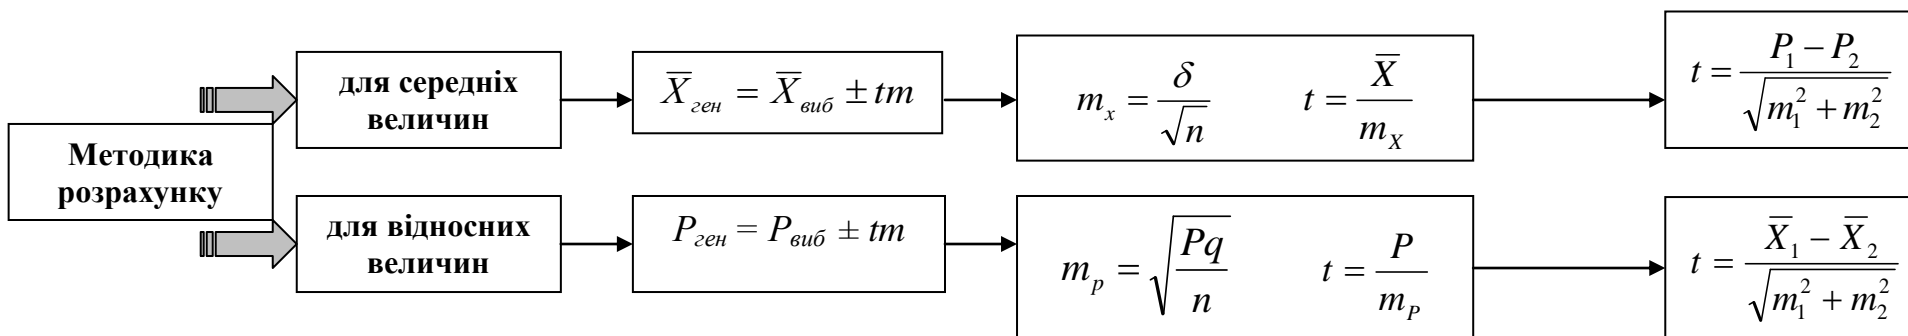 Методика
розрахунку
для середніх
величин
X̄ген = X̄виб ± tm
mx = δ/√n t = X̄/mX
t = (P1 − P2)/√(m1² + m2²)
для відносних
величин
Pген = Pвиб ± tm
mp = √(Pq/n) t = P/mP
t = (X̄1 − X̄2)/√(m1² + m2²)